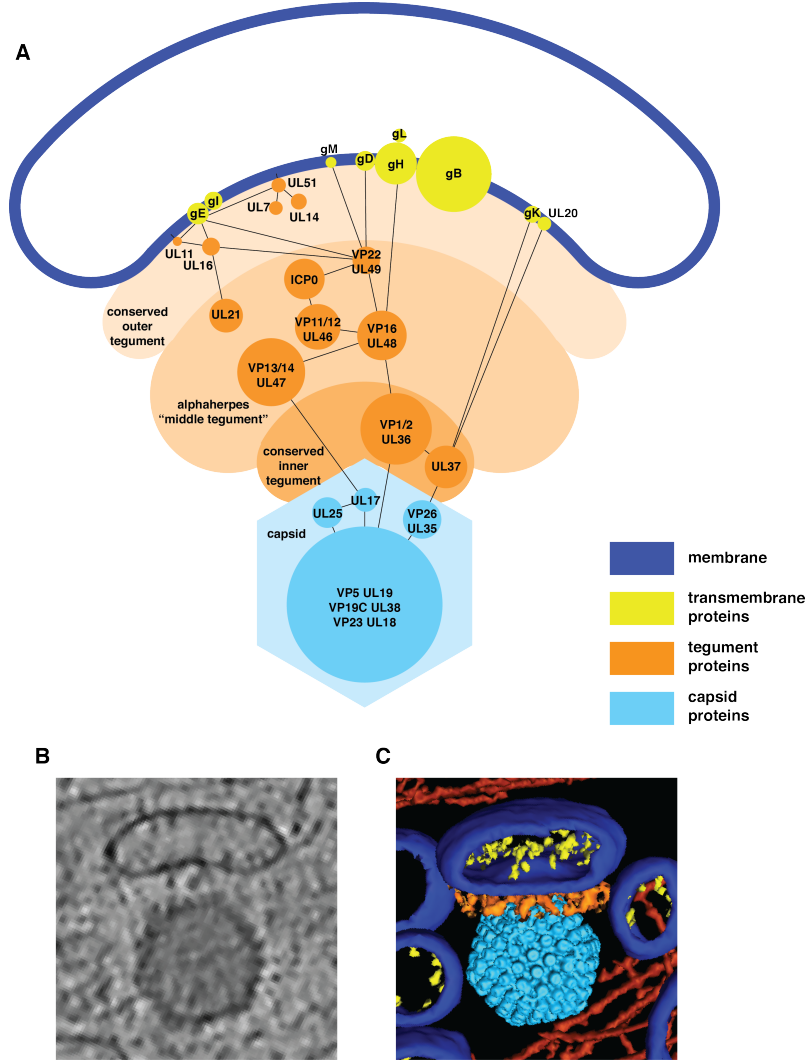 A
gL
gM
gD
gH
gB
gI
gE
UL51
UL7
UL14
gK
UL20
UL11
UL16
VP22
UL49
ICP0
UL21
VP11/12
UL46
VP16
UL48
conserved
outer
tegument
VP13/14
UL47
alphaherpes
“middle tegument”
VP1/2
UL36
UL37
conserved
inner
tegument
UL17
UL25
VP26
UL35
capsid
VP5 UL19
VP19C UL38
VP23 UL18
membrane
transmembrane
proteins
tegument
proteins
capsid
proteins
B
C